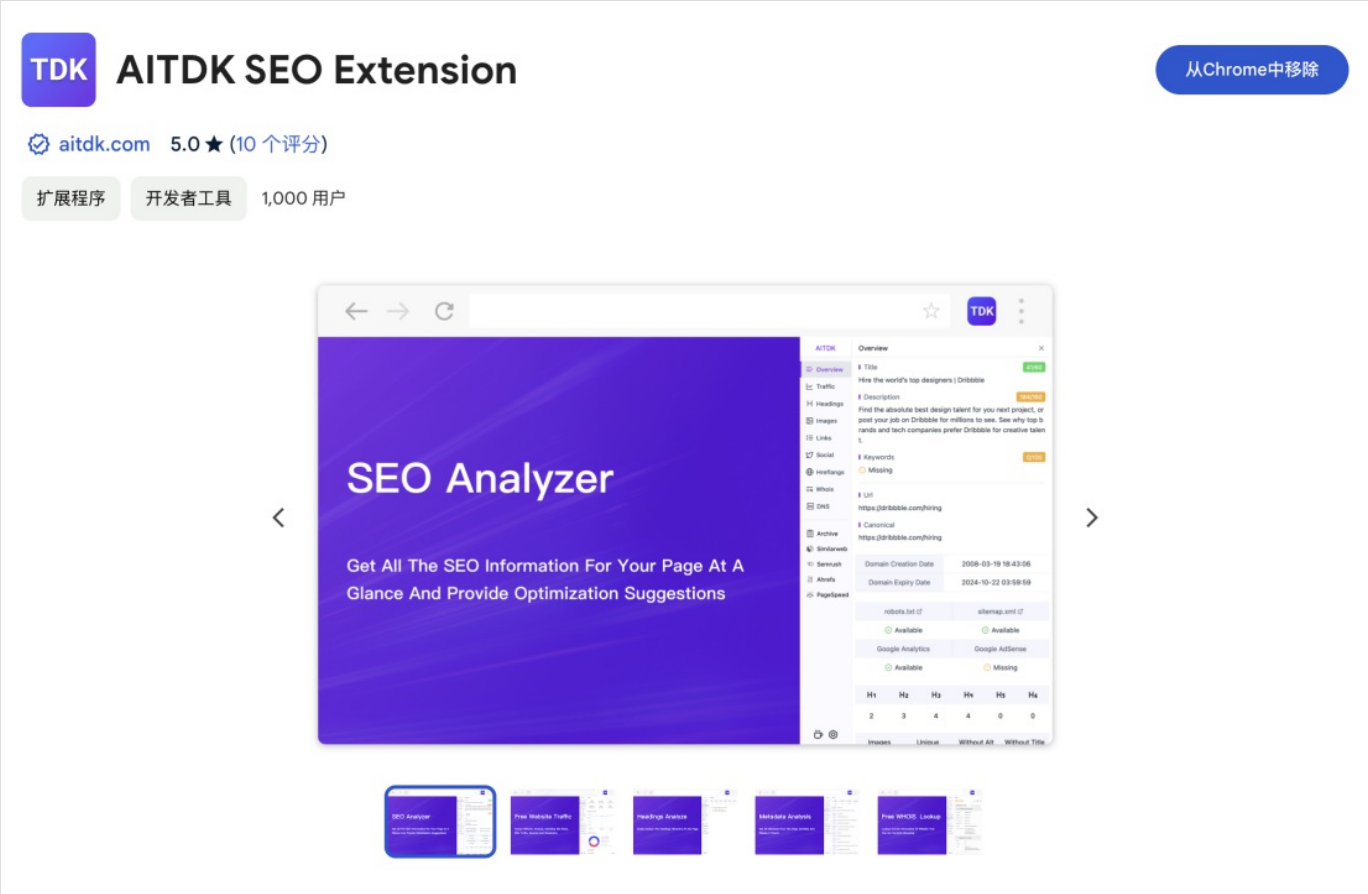 TDK
AITDK SEO Extension
从Chrome中移除
aitdk.com 5.0 ★ (10 个评分)
扩展程序 开发者工具 1,000 用户
TDK
SEO Analyzer
Get All The SEO Information For Your Page At A
Glance And Provide Optimization Suggestions
AITDK
Overview
Traffic
Headings
Images
Links
Social
Hreflangs
Whois
DNS
Archive
Similarweb
Semrush
Ahrefs
PageSpeed
Overview
Title
Hire the world's top designers | Dribbble
Description
Find the absolute best design talent for you next project, or
post your job on Dribbble for millions to see. See why top b
rands and tech companies prefer Dribbble for creative talen
t.
Keywords
Missing
Url
https://dribbble.com/hiring
Canonical
https://dribbble.com/hiring
Domain Creation Date 2008-03-19 18:43:06
Domain Expiry Date 2024-10-22 03:59:59
robots.txt sitemap.xml
Available Available
Google Analytics Google AdSense
Available Missing
H1 H2 H3 H4 H5 H6
2 3 4 4 0 0
Images Unique Without Alt Without Title
SEO Analyzer
Free Website Traffic
Headings Analyze
Metadata Analysis
Free WHOIS Lookup